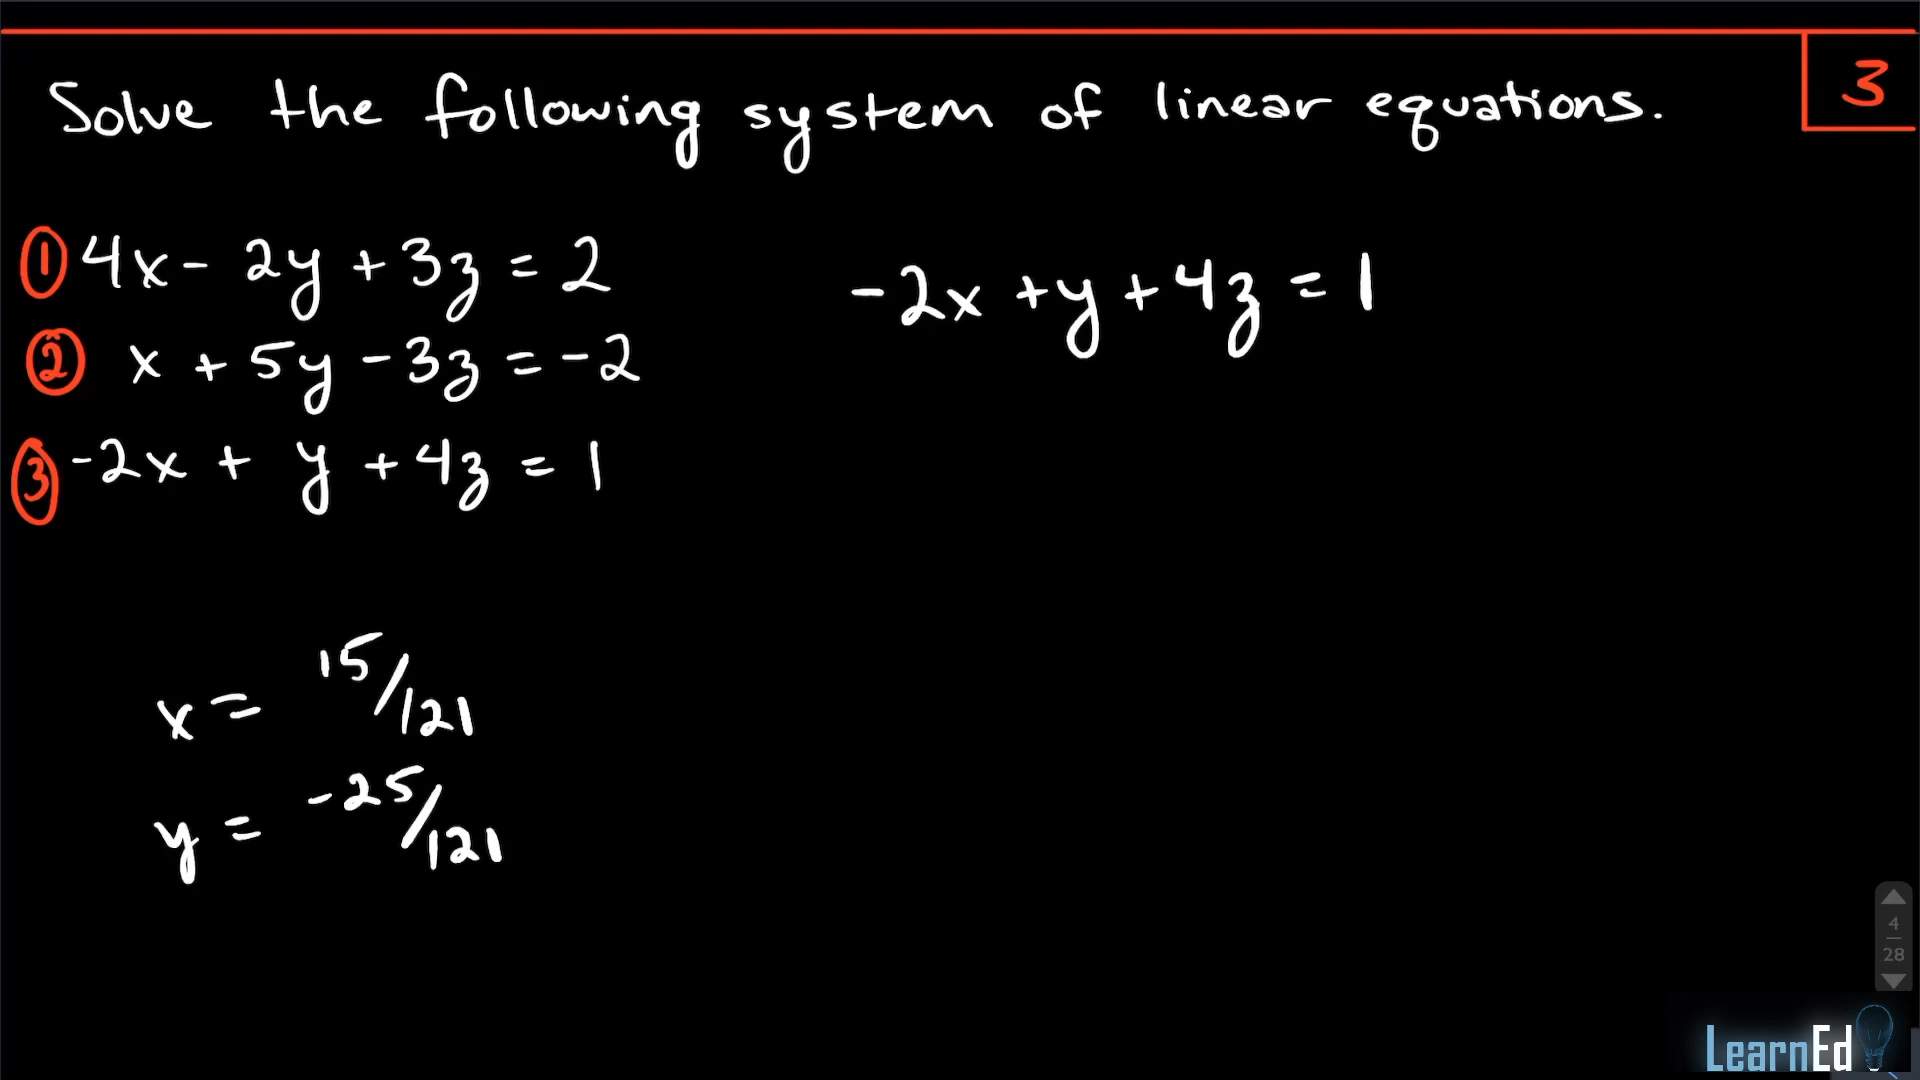 Solve the following system of linear equations.
3
① 4x - 2y + 3z = 2
② x + 5y - 3z = -2
③ -2x + y + 4z = 1
-2x + y + 4z = 1
x = 15/121
y = -25/121
4
28
LearnEd